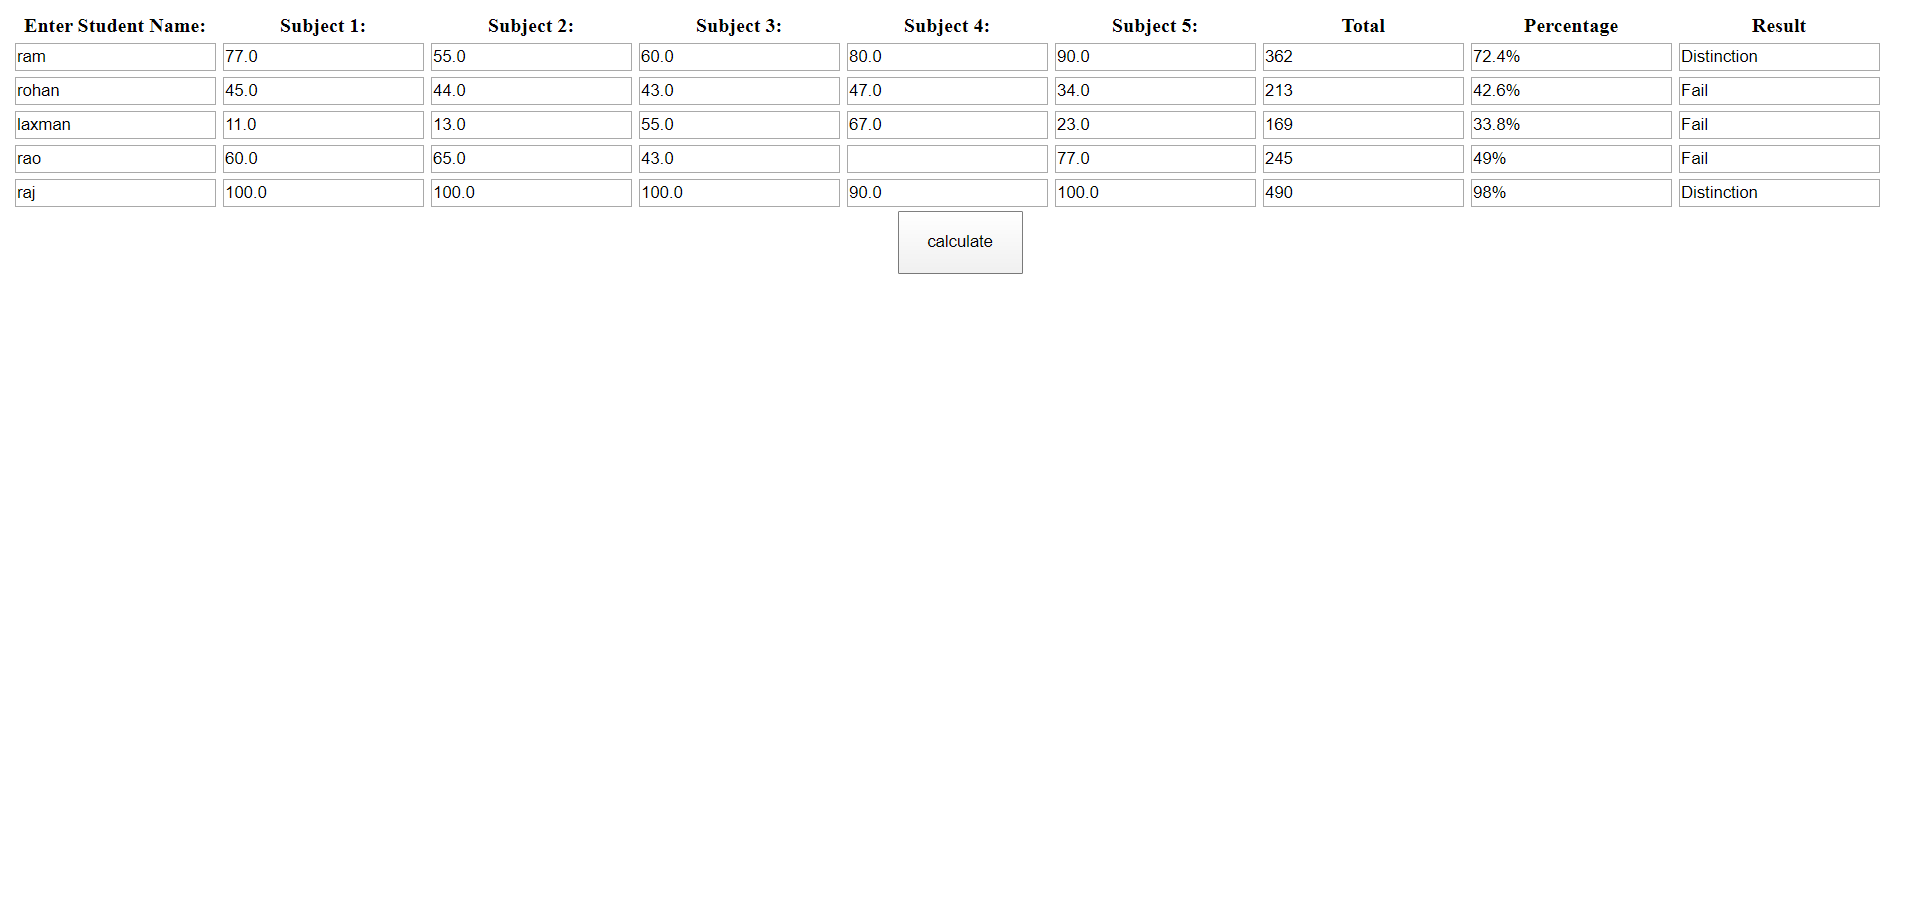 Enter Student Name: Subject 1: Subject 2: Subject 3: Subject 4: Subject 5: Total Percentage Result
ram 77.0 55.0 60.0 80.0 90.0 362 72.4% Distinction
rohan 45.0 44.0 43.0 47.0 34.0 213 42.6% Fail
laxman 11.0 13.0 55.0 67.0 23.0 169 33.8% Fail
rao 60.0 65.0 43.0 77.0 245 49% Fail
raj 100.0 100.0 100.0 90.0 100.0 490 98% Distinction
calculate